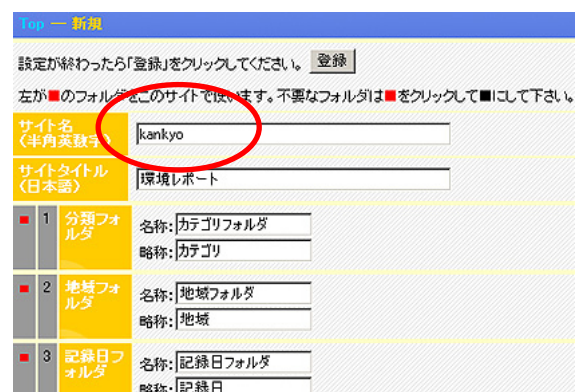 Top — 新規
設定が終わったら「登録」をクリックしてください。 登録
左が■のフォルダをこのサイトで使います。不要なフォルダは■をクリックして■にして下さい。
サイト名
(半角英数字)
kankyo
サイトタイトル
(日本語)
環境レポート
1 分類フォ
ルダ
名称: カテゴリフォルダ
略称: カテゴリ
2 地域フォ
ルダ
名称: 地域フォルダ
略称: 地域
3 記録日フ
ォルダ
名称: 記録日フォルダ
略称: 記録日